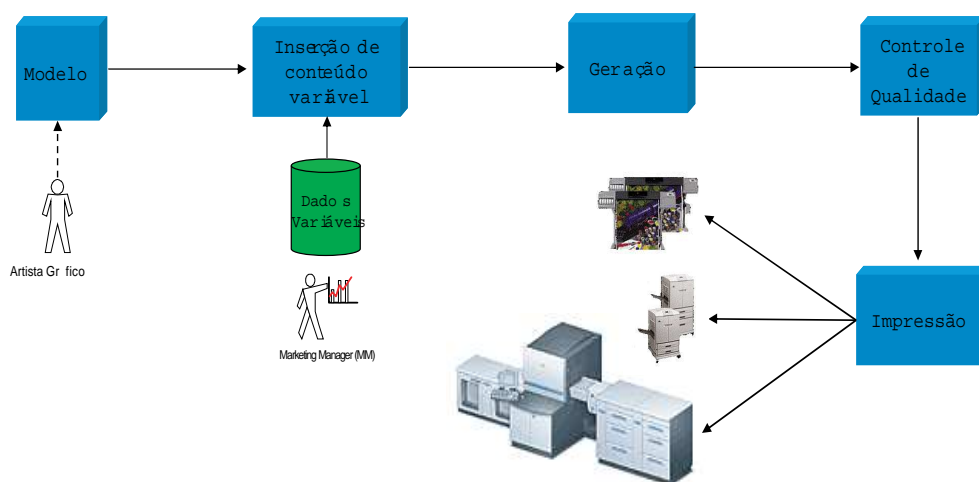 Modelo
Inserção de
conteúdo
variável
Geração
Controle
de
Qualidade
Dado s
Variáveis
Artista Gr fico
Marketing Manager (MM)
Impressão